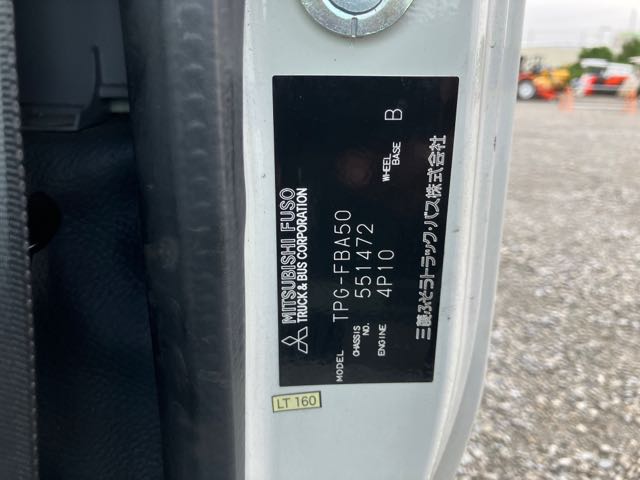 MITSUBISHI FUSO
TRUCK & BUS CORPORATION
MODEL TPG-FBA50
CHASSIS NO. 551472
ENGINE 4P10 WHEEL BASE B
三菱ふそうトラック・バス株式会社
LT 160